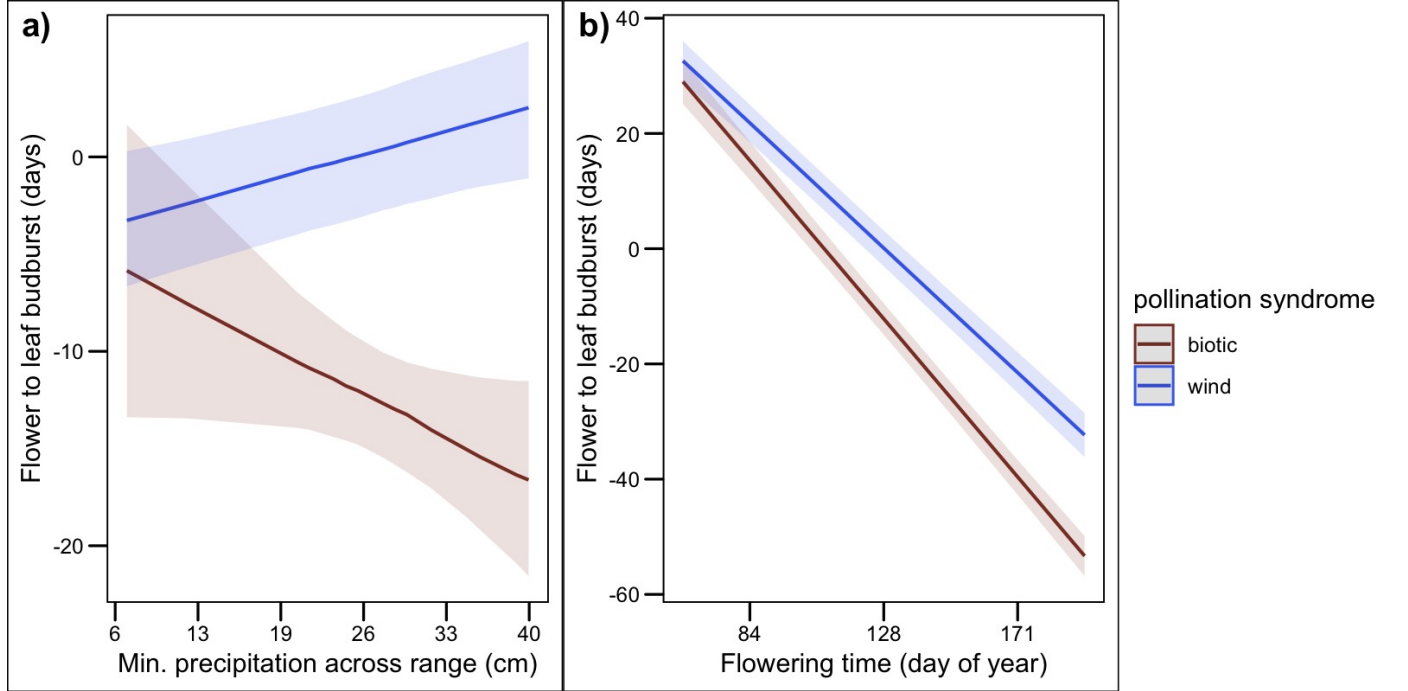 a)
Flower to leaf budburst (days)
0
-10
-20
6 13 19 26 33 40
Min. precipitation across range (cm)
b)
Flower to leaf budburst (days)
40
20
0
-20
-40
-60
84 128 171
Flowering time (day of year)
pollination syndrome
biotic
wind